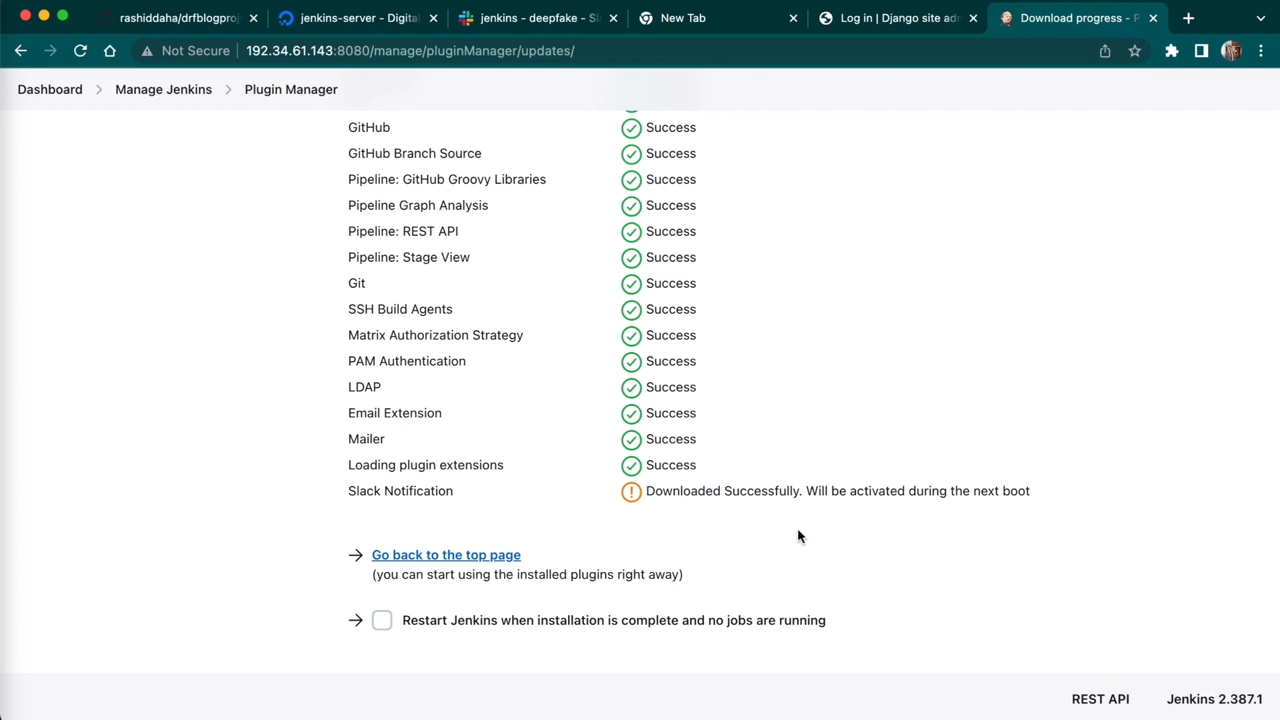 rashiddaha/drfblogproj
jenkins-server - Digital
jenkins - deepfake - Sl
New Tab
Log in | Django site adm
Download progress - P
Not Secure
192.34.61.143:8080/manage/pluginManager/updates/
Dashboard
Manage Jenkins
Plugin Manager
GitHub Success
GitHub Branch Source Success
Pipeline: GitHub Groovy Libraries Success
Pipeline Graph Analysis Success
Pipeline: REST API Success
Pipeline: Stage View Success
Git Success
SSH Build Agents Success
Matrix Authorization Strategy Success
PAM Authentication Success
LDAP Success
Email Extension Success
Mailer Success
Loading plugin extensions Success
Slack Notification Downloaded Successfully. Will be activated during the next boot
Go back to the top page
(you can start using the installed plugins right away)
Restart Jenkins when installation is complete and no jobs are running
REST API Jenkins 2.387.1